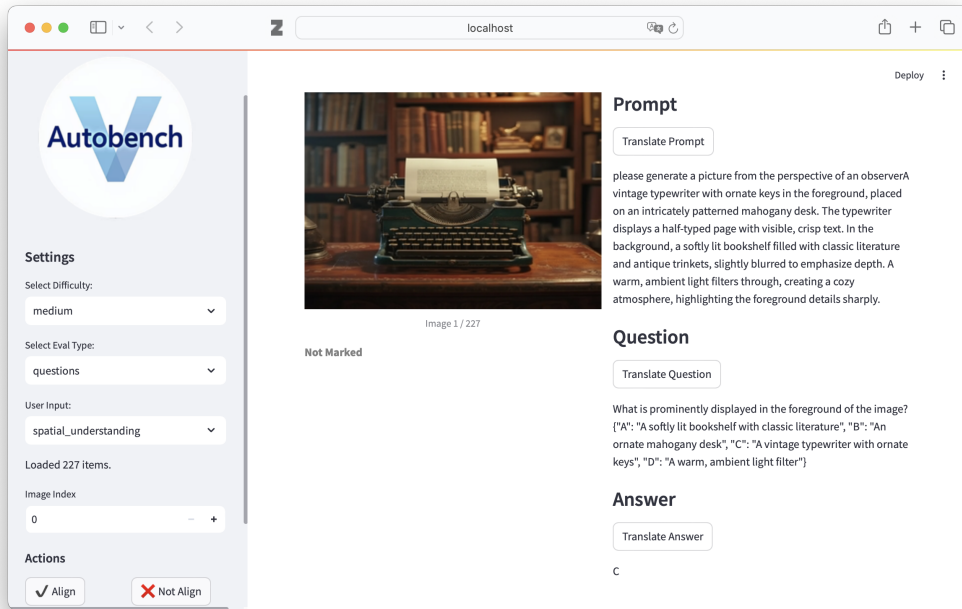 localhost
Deploy
Autobench
Settings
Select Difficulty:
medium
Select Eval Type:
questions
User Input:
spatial_understanding
Loaded 227 items.
Image Index
0
Actions
Align
Not Align
Image 1 / 227
Not Marked
Prompt
Translate Prompt
please generate a picture from the perspective of an observerA
vintage typewriter with ornate keys in the foreground, placed
on an intricately patterned mahogany desk. The typewriter
displays a half-typed page with visible, crisp text. In the
background, a softly lit bookshelf filled with classic literature
and antique trinkets, slightly blurred to emphasize depth. A
warm, ambient light filters through, creating a cozy
atmosphere, highlighting the foreground details sharply.
Question
Translate Question
What is prominently displayed in the foreground of the image?
{"A": "A softly lit bookshelf with classic literature", "B": "An
ornate mahogany desk", "C": "A vintage typewriter with ornate
keys", "D": "A warm, ambient light filter"}
Answer
Translate Answer
C